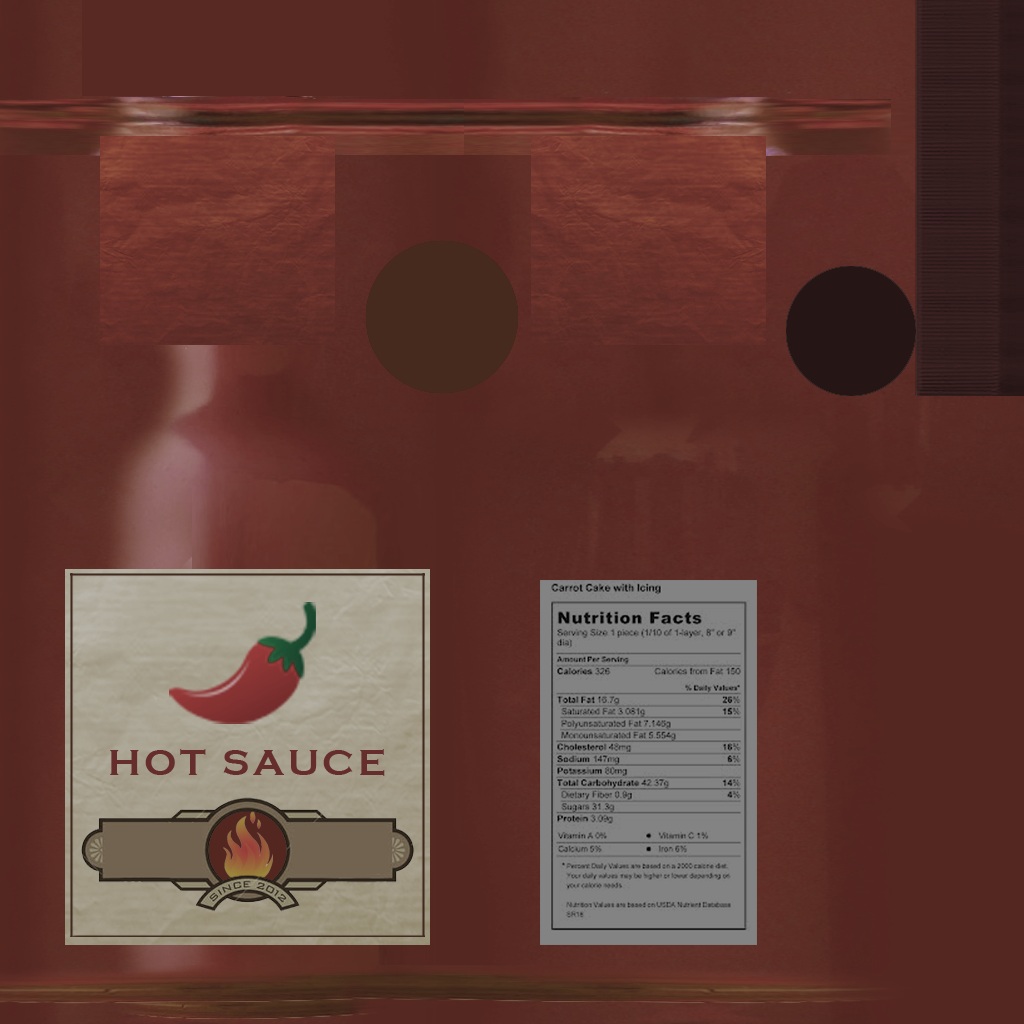 HOT SAUCE
SINCE 2012
Carrot Cake with Icing
Nutrition Facts
Serving Size 1 piece (1/10 of 1-layer, 8" or 9"
dia)
Amount Per Serving
Calories 326 Calories from Fat 150
% Daily Values*
Total Fat 16.7g 26%
Saturated Fat 3.081g 15%
Polyunsaturated Fat 7.146g
Monounsaturated Fat 5.554g
Cholesterol 48mg 16%
Sodium 147mg 6%
Potassium 80mg
Total Carbohydrate 42.37g 14%
Dietary Fiber 0.9g 4%
Sugars 31.3g
Protein 3.09g
Vitamin A 0% • Vitamin C 1%
Calcium 5% • Iron 6%
* Percent Daily Values are based on a 2000 calorie diet.
Your daily values may be higher or lower depending on
your calorie needs.
Nutrition Values are based on USDA Nutrient Database
SR18